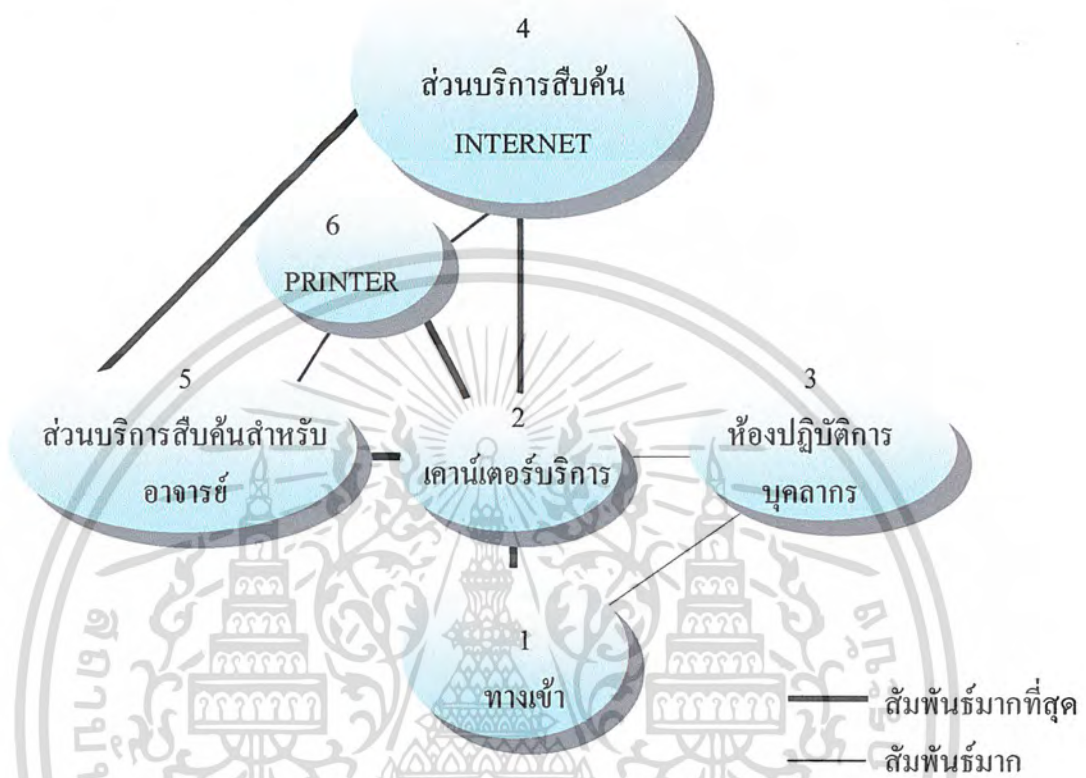 4
ส่วนบริการสืบค้น
INTERNET
6
PRINTER
5
ส่วนบริการสืบค้นสำหรับ
อาจารย์
2
เคาน์เตอร์บริการ
3
ห้องปฏิบัติการ
บุคลากร
1
ทางเข้า
สัมพันธ์มากที่สุด
สัมพันธ์มาก